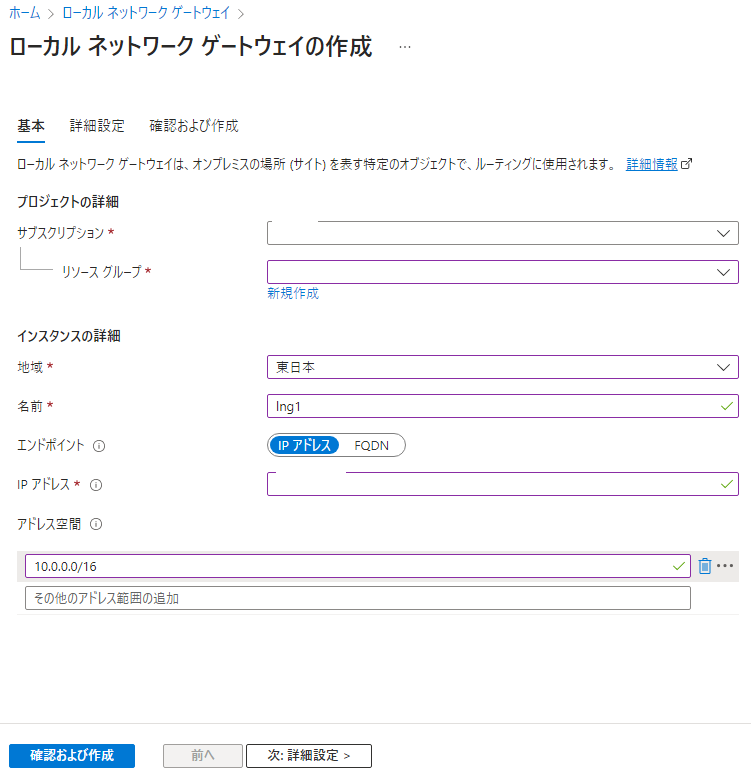 ホーム > ローカル ネットワーク ゲートウェイ >
ローカル ネットワーク ゲートウェイの作成 …
基本 詳細設定 確認および作成
ローカル ネットワーク ゲートウェイは、オンプレミスの場所 (サイト) を表す特定のオブジェクトで、ルーティングに使用されます。 詳細情報
プロジェクトの詳細
サブスクリプション *
リソース グループ *
新規作成
インスタンスの詳細
地域 * 東日本
名前 * lng1
エンドポイント IP アドレス FQDN
IP アドレス *
アドレス空間
10.0.0.0/16 …
その他のアドレス範囲の追加
確認および作成 前へ 次: 詳細設定 >